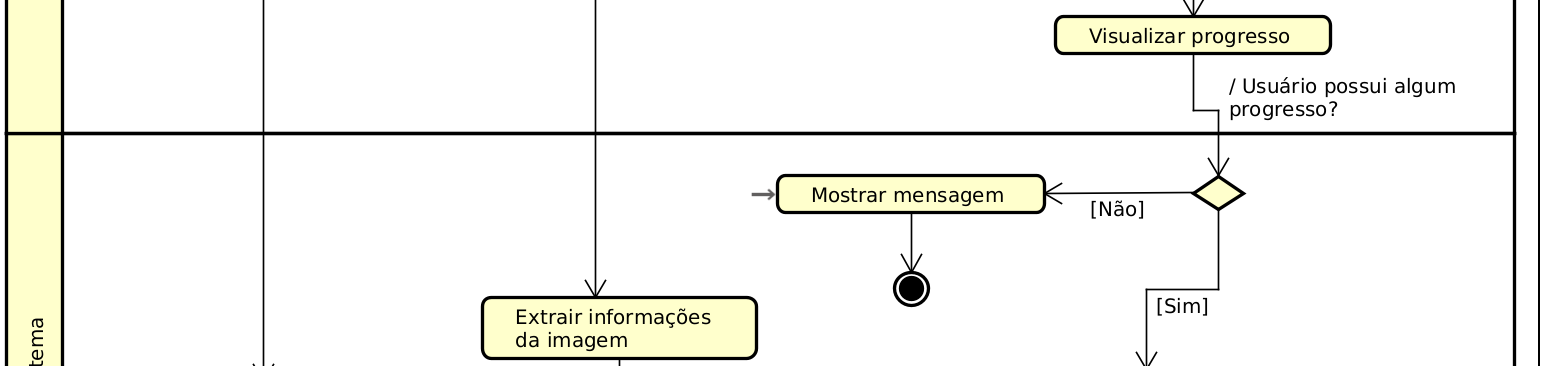 Visualizar progresso
/ Usuário possui algum
progresso?
Mostrar mensagem
[Não]
Extrair informações
da imagem
[Sim]
tema